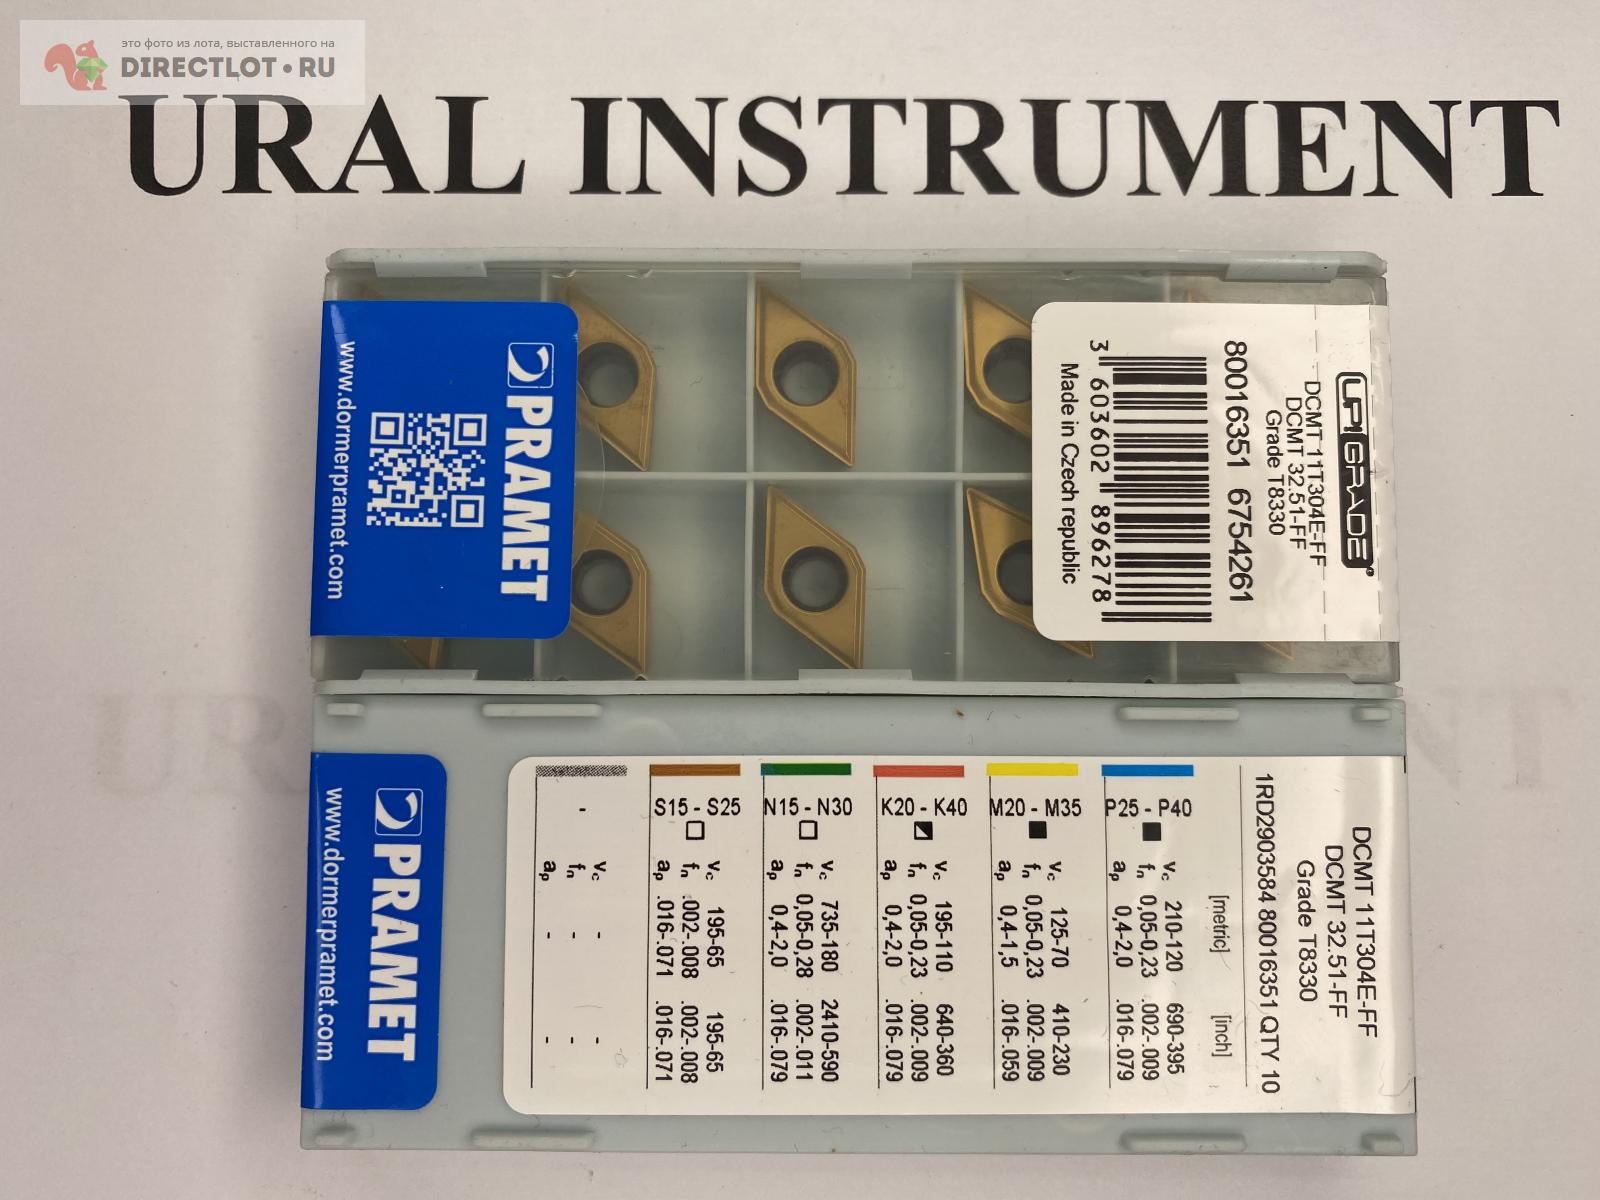 это фото из лота, выставленного на
DIRECTLOT•RU
URAL INSTRUMENT
PRAMET
www.dormerpramet.com
UP!GRADE®
DCMT 11T304E-FF
DCMT 32.51-FF
Grade T8330
80016351 6754261
3 603602 896278
Made in Czech republic
PRAMET
www.dormerpramet.com
DCMT 11T304E-FF
DCMT 32.51-FF
Grade T8330
1RD2903584 80016351 QTY 10
[metric] [inch]
P25 - P40
vc 210-120 690-395
fn 0,05-0,23 .002-.009
ap 0,4-2,0 .016-.079
M20 - M35
vc 125-70 410-230
fn 0,05-0,23 .002-.009
ap 0,4-1,5 .016-.059
K20 - K40
vc 195-110 640-360
fn 0,05-0,23 .002-.009
ap 0,4-2,0 .016-.079
N15 - N30
vc 735-180 2410-590
fn 0,05-0,28 .002-.011
ap 0,4-2,0 .016-.079
S15 - S25
vc 195-65 195-65
fn .002-.008 .002-.008
ap .016-.071 .016-.071
-
vc - -
fn - -
ap - -